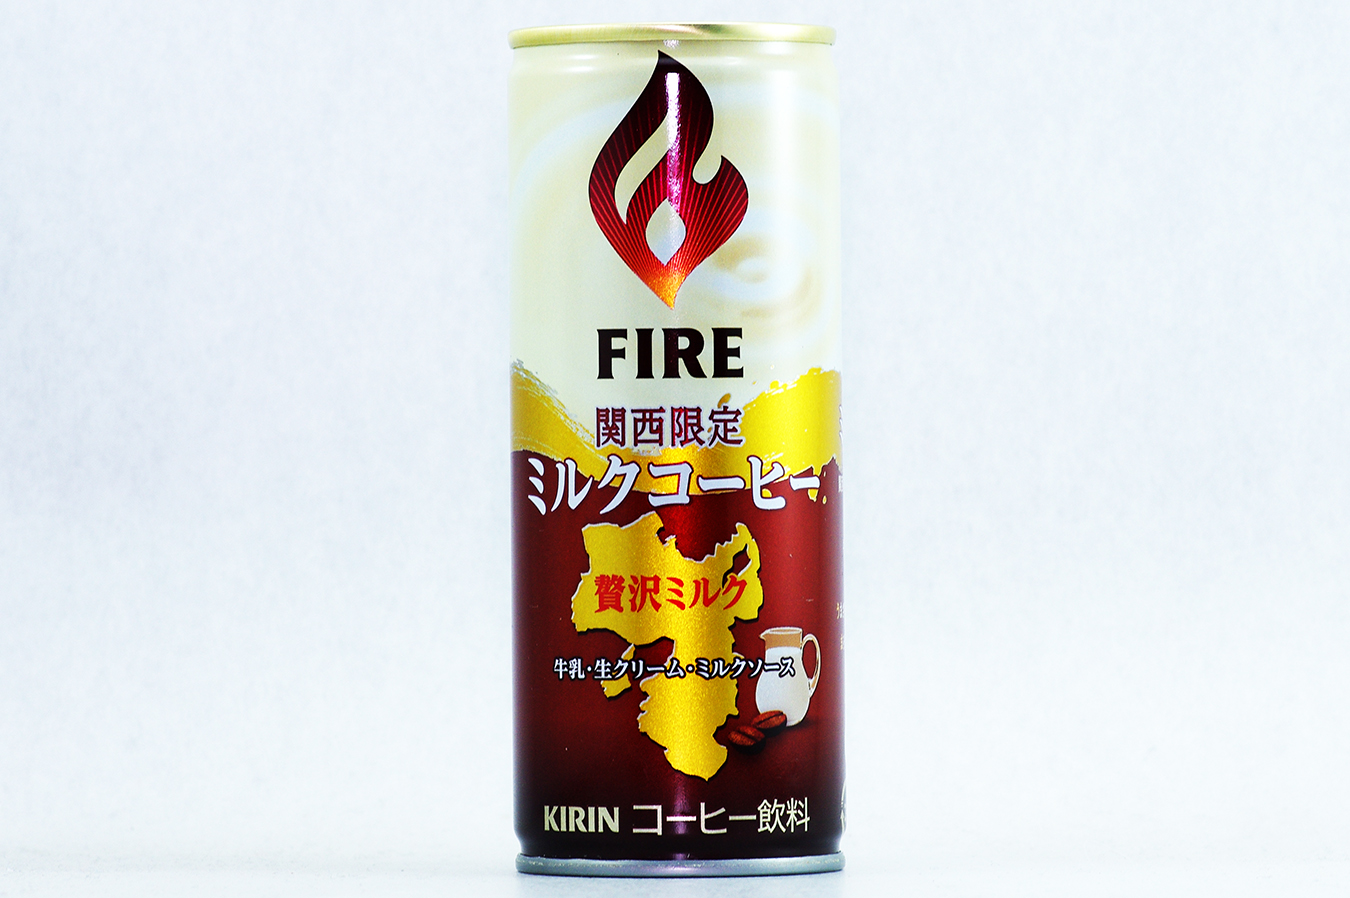 FIRE
関西限定
ミルクコーヒー
贅沢ミルク
牛乳・生クリーム・ミルクソース
KIRIN コーヒー飲料